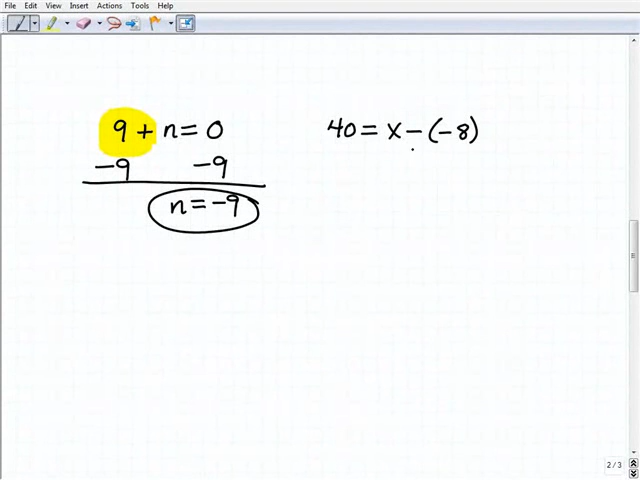 File Edit View Insert Actions Tools Help
9 + n = 0
-9 -9
n = -9
40 = x - (-8)
2 / 3